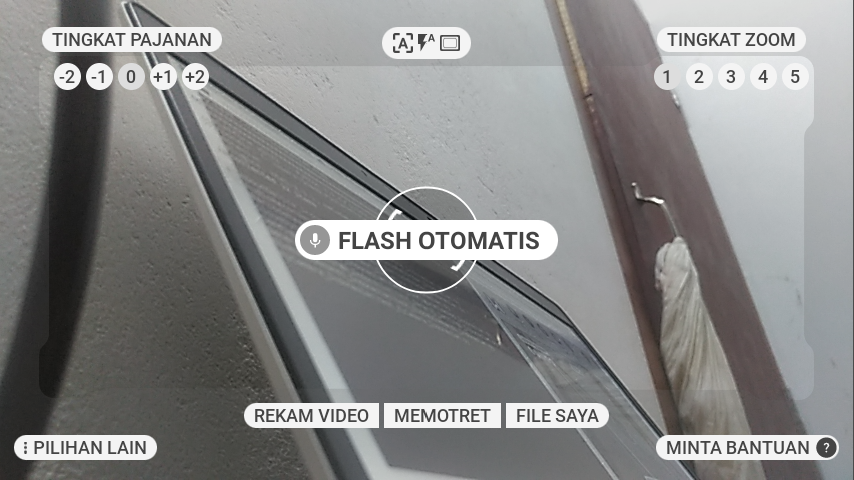 TINGKAT PAJANAN
A
A
TINGKAT ZOOM
-2 -1 0 +1 +2
1 2 3 4 5
FLASH OTOMATIS
REKAM VIDEO MEMOTRET FILE SAYA
PILIHAN LAIN
MINTA BANTUAN ?